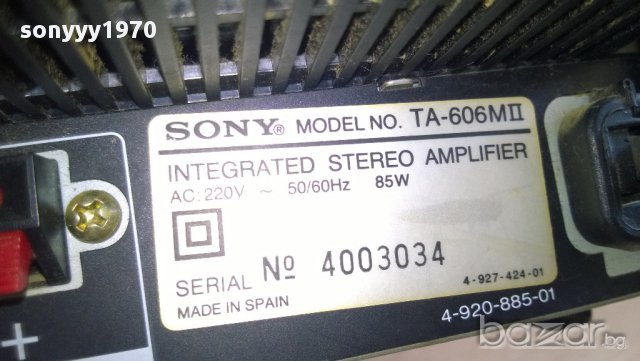 sonyyy1970
SONY® MODEL NO. TA-606MII
INTEGRATED STEREO AMPLIFIER
AC: 220V ~ 50/60Hz 85W
SERIAL Nº 4003034
MADE IN SPAIN
4-927-424-01
4-920-885-01
+
bazar.bg